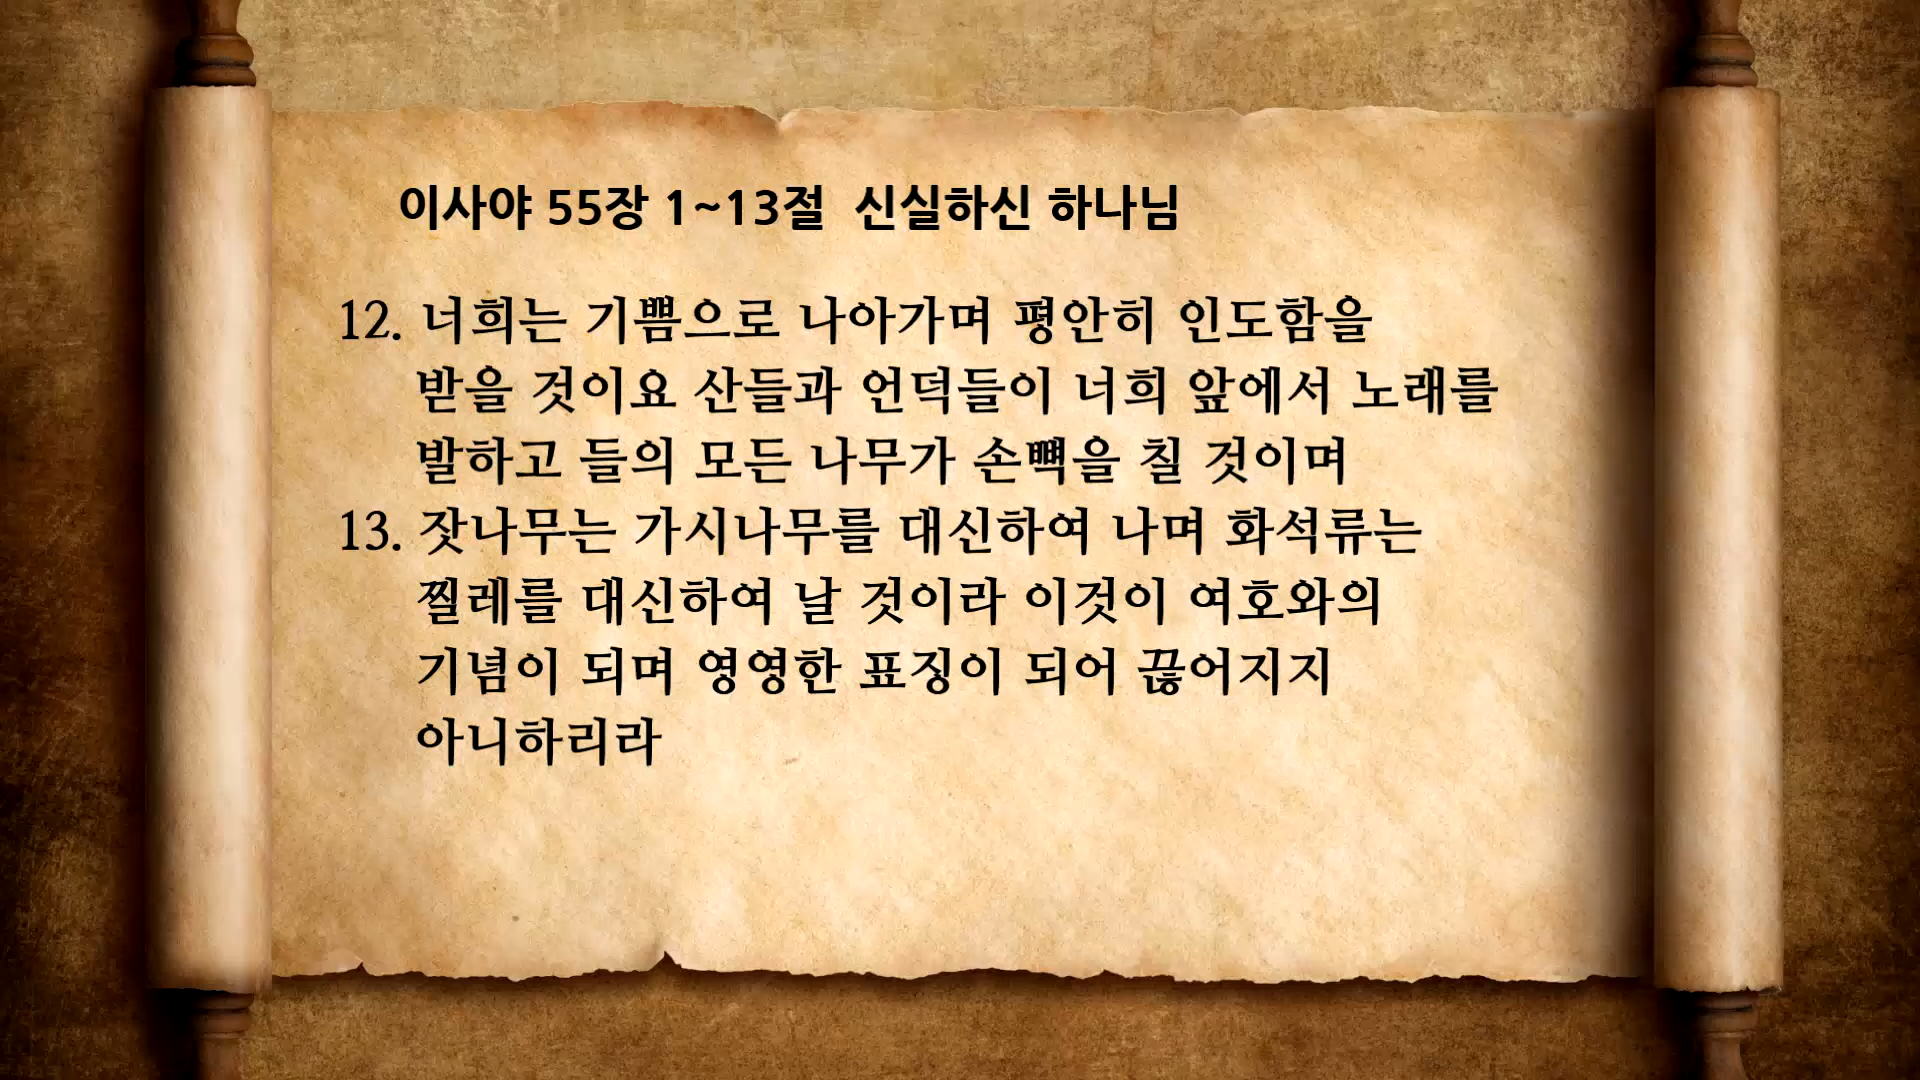 이사야 55장 1~13절 신실하신 하나님
12. 너희는 기쁨으로 나아가며 평안히 인도함을
받을 것이요 산들과 언덕들이 너희 앞에서 노래를
발하고 들의 모든 나무가 손뼉을 칠 것이며
13. 잣나무는 가시나무를 대신하여 나며 화석류는
찔레를 대신하여 날 것이라 이것이 여호와의
기념이 되며 영영한 표징이 되어 끊어지지
아니하리라